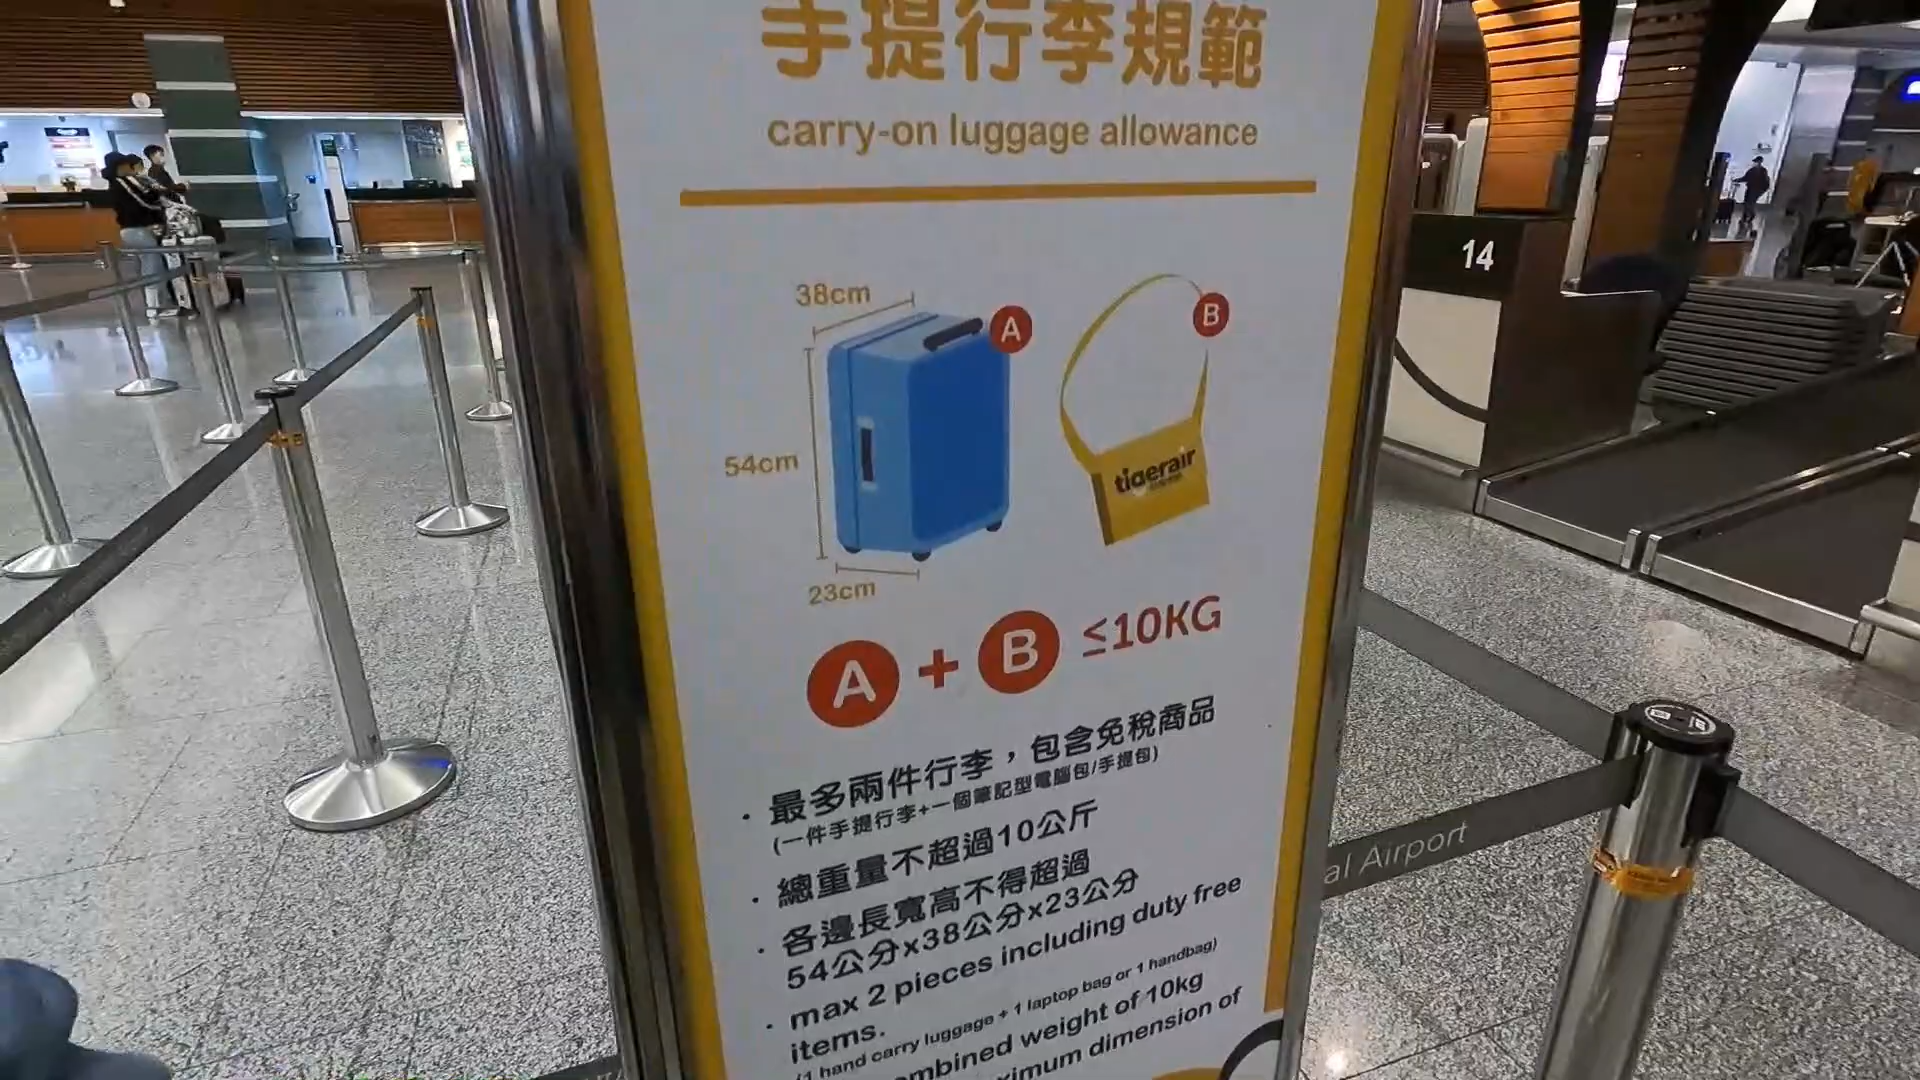 手提行李規範
carry-on luggage allowance
38cm
A
B
54cm
tigerair
23cm
A + B ≤10KG
· 最多兩件行李，包含免稅商品
(一件手提行李+一個筆記型電腦包/手提包)
· 總重量不超過10公斤
· 各邊長寬高不得超過
54公分x38公分x23公分
· max 2 pieces including duty free
items.
(1 hand carry luggage + 1 laptop bag or 1 handbag)
combined weight of 10kg
maximum dimension of
14
al Airport